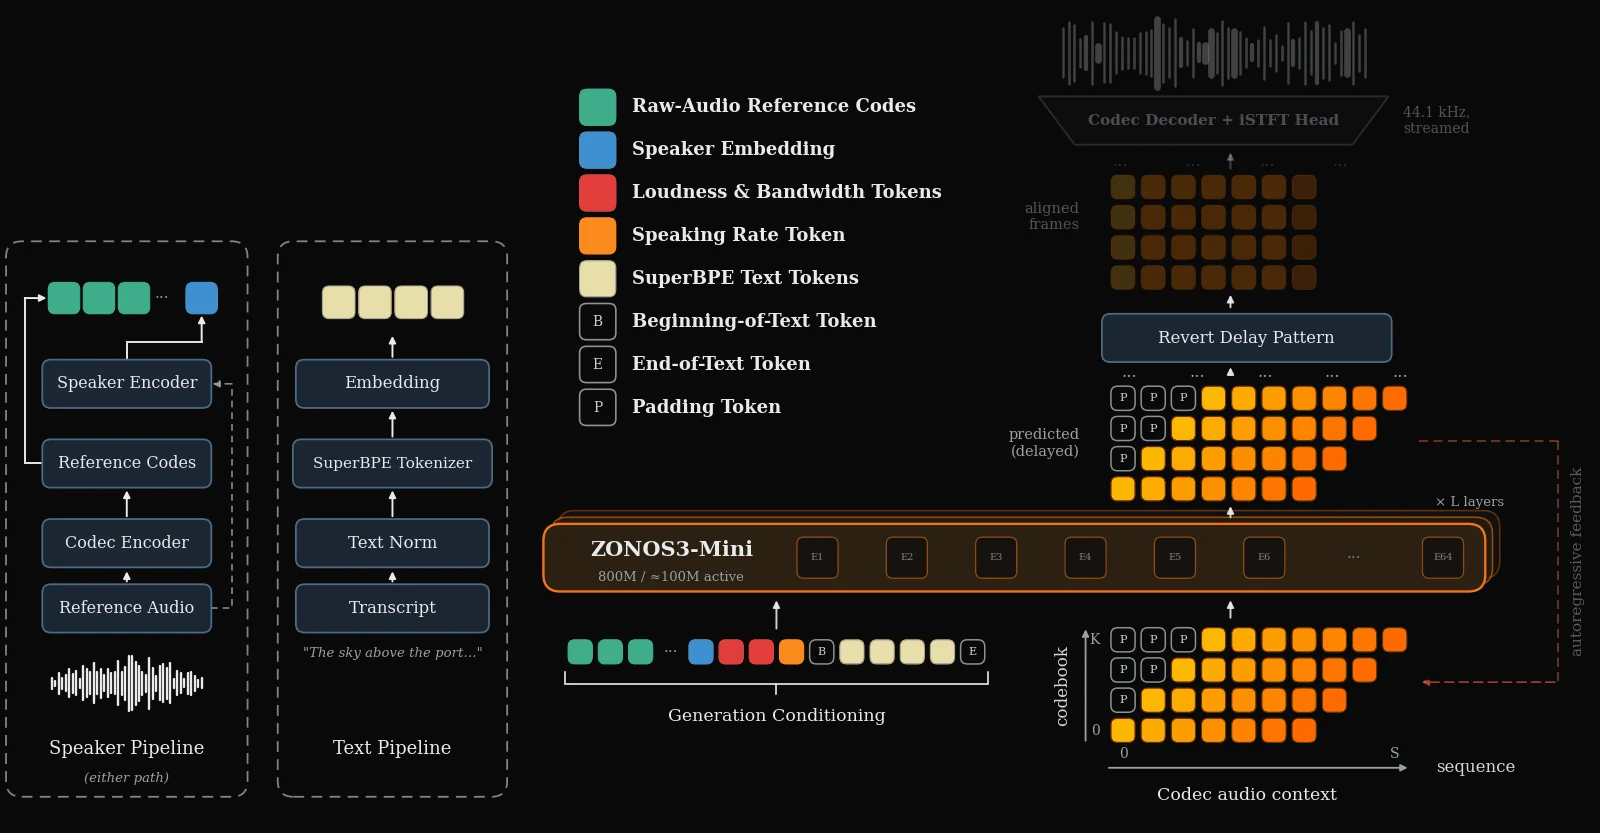 ...
Speaker Encoder
Reference Codes
Codec Encoder
Reference Audio
Speaker Pipeline
(either path)
Embedding
SuperBPE Tokenizer
Text Norm
Transcript
"The sky above the port..."
Text Pipeline
Raw-Audio Reference Codes
Speaker Embedding
Loudness & Bandwidth Tokens
Speaking Rate Token
SuperBPE Text Tokens
B Beginning-of-Text Token
E End-of-Text Token
P Padding Token
Codec Decoder + iSTFT Head
44.1 kHz,
streamed
... ... ... ...
aligned
frames
Revert Delay Pattern
... ... ... ... ...
P P P
P P
P
predicted
(delayed)
× L layers
ZONOS3-Mini
800M / ≈100M active
E1 E2 E3 E4 E5 E6 ... E64
autoregressive feedback
... B E
Generation Conditioning
codebook
K
0
P P P
P P
P
0 S
sequence
Codec audio context